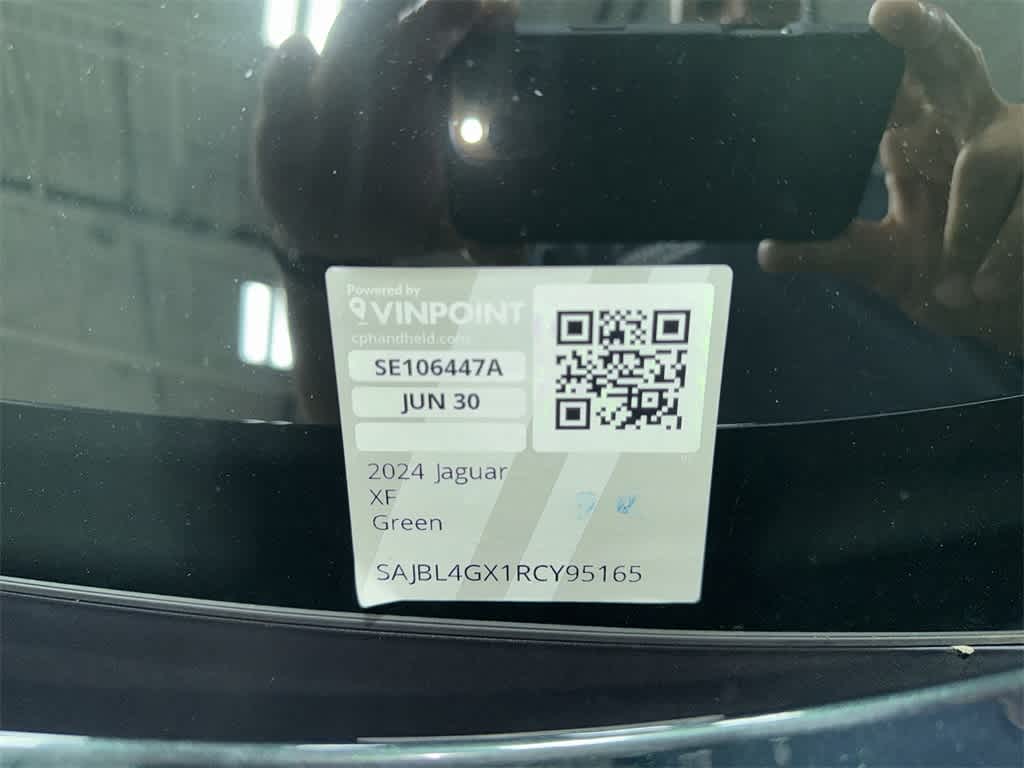 Powered by
VINPOINT
cphandheld.com
SE106447A
JUN 30
2024 Jaguar
XF
Green
SAJBL4GX1RCY95165